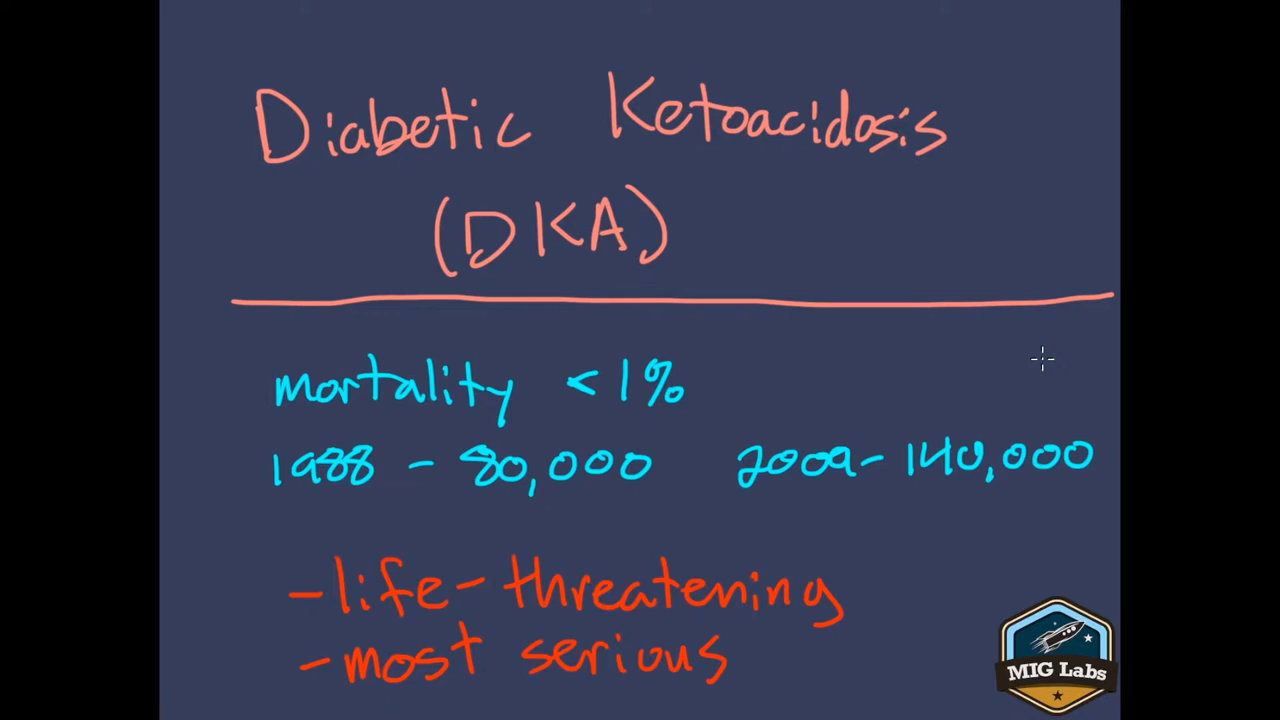 Diabetic Ketoacidosis
(DKA)
mortality < 1%
1988 - 80,000 2009 - 140,000
- life-threatening
- most serious
MIG Labs